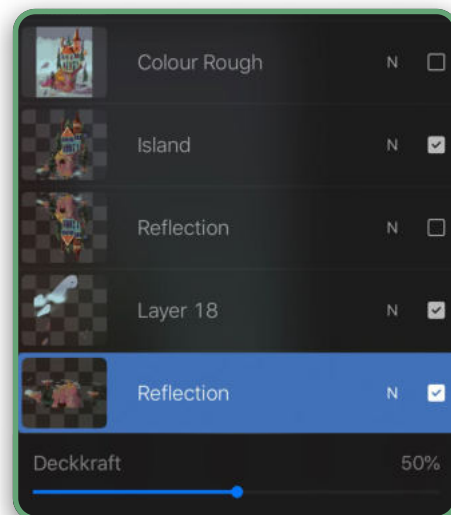 Colour Rough N
Island N
Reflection N
Layer 18 N
Reflection N
Deckkraft 50%